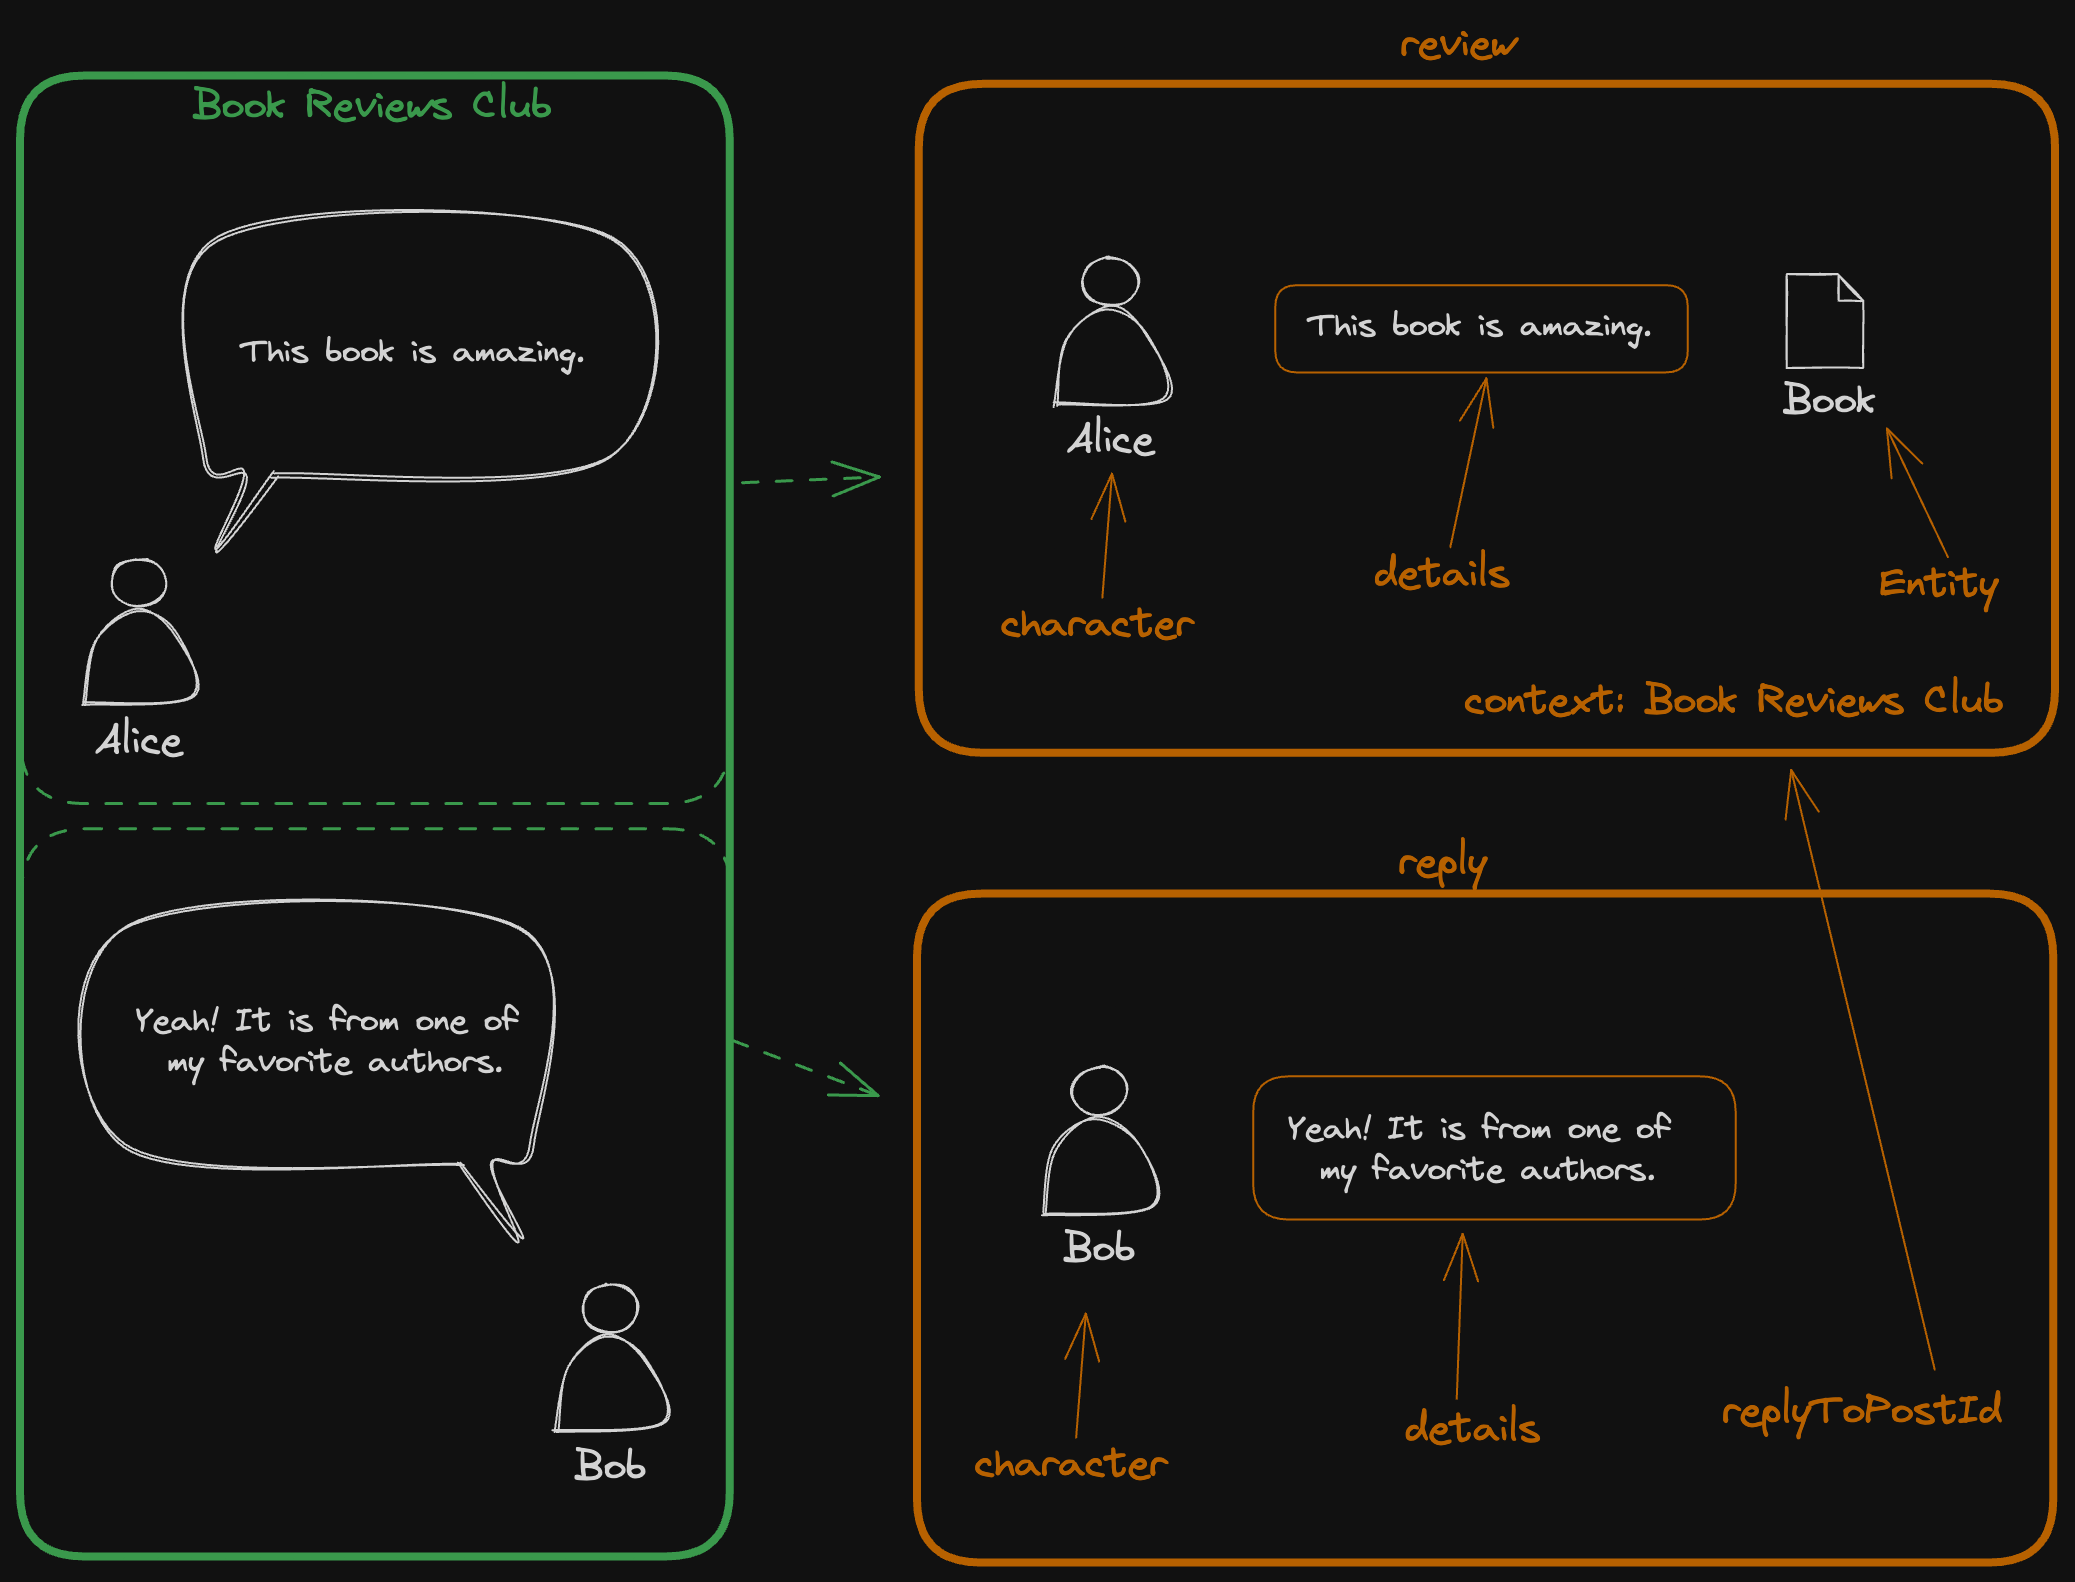 Book Reviews Club
This book is amazing.
Alice
Yeah! It is from one of
my favorite authors.
Bob
review
Alice
This book is amazing.
Book
character
details
Entity
context: Book Reviews Club
reply
Bob
Yeah! It is from one of
my favorite authors.
character
details
replyToPostId